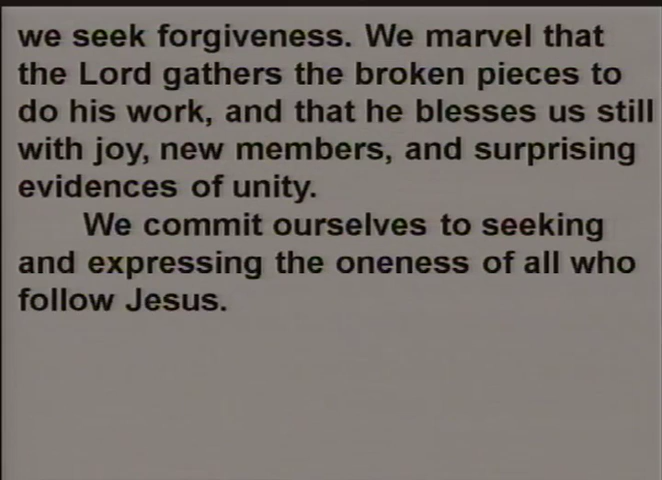 we seek forgiveness. We marvel that
the Lord gathers the broken pieces to
do his work, and that he blesses us still
with joy, new members, and surprising
evidences of unity.
We commit ourselves to seeking
and expressing the oneness of all who
follow Jesus.